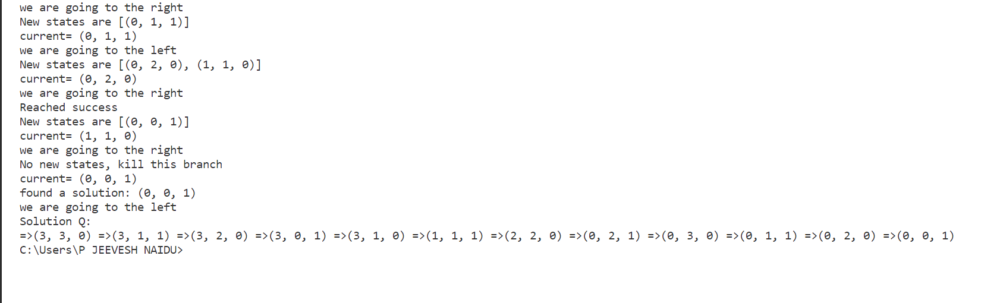 we are going to the right
New states are [(0, 1, 1)]
current= (0, 1, 1)
we are going to the left
New states are [(0, 2, 0), (1, 1, 0)]
current= (0, 2, 0)
we are going to the right
Reached success
New states are [(0, 0, 1)]
current= (1, 1, 0)
we are going to the right
No new states, kill this branch
current= (0, 0, 1)
found a solution: (0, 0, 1)
we are going to the left
Solution Q:
=>(3, 3, 0) =>(3, 1, 1) =>(3, 2, 0) =>(3, 0, 1) =>(3, 1, 0) =>(1, 1, 1) =>(2, 2, 0) =>(0, 2, 1) =>(0, 3, 0) =>(0, 1, 1) =>(0, 2, 0) =>(0, 0, 1)
C:\Users\P JEEVESH NAIDU>